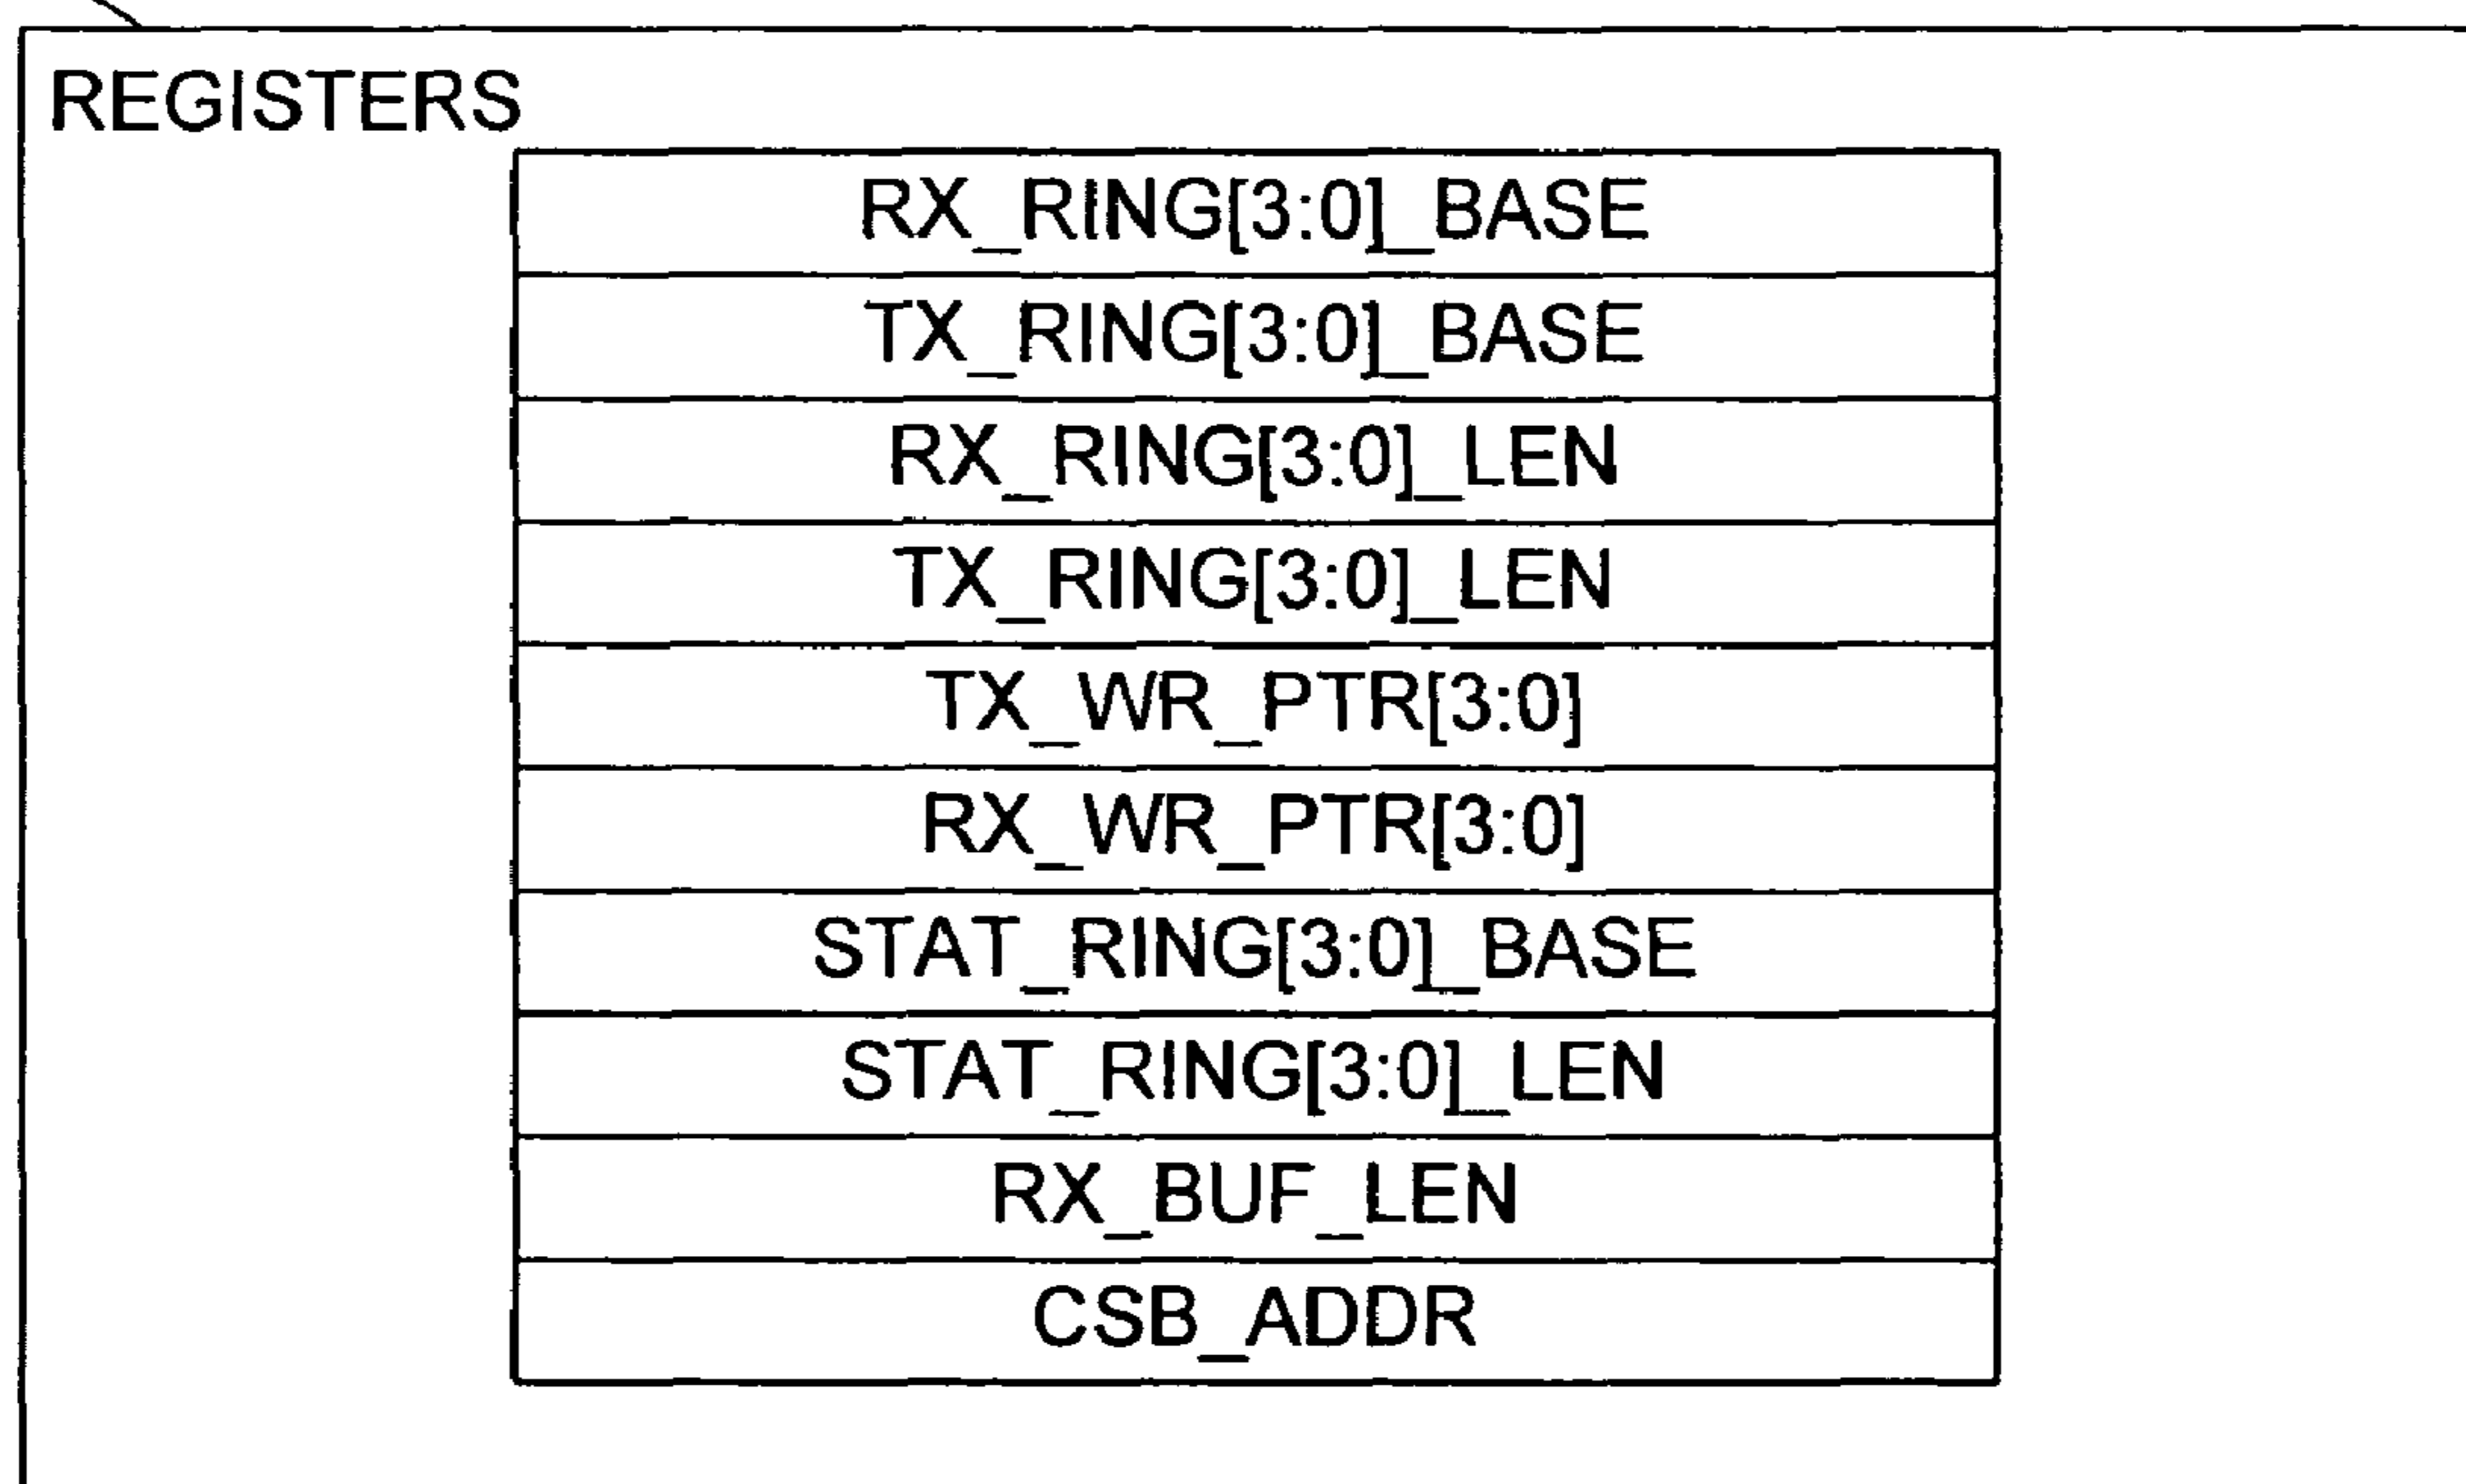 REGISTERS
RX_RING[3:0]_BASE
TX_RING[3:0]_BASE
RX_RING[3:0]_LEN
TX_RING[3:0]_LEN
TX_WR_PTR[3:0]
RX_WR_PTR[3:0]
STAT_RING[3:0]_BASE
STAT_RING[3:0]_LEN
RX_BUF_LEN
CSB_ADDR